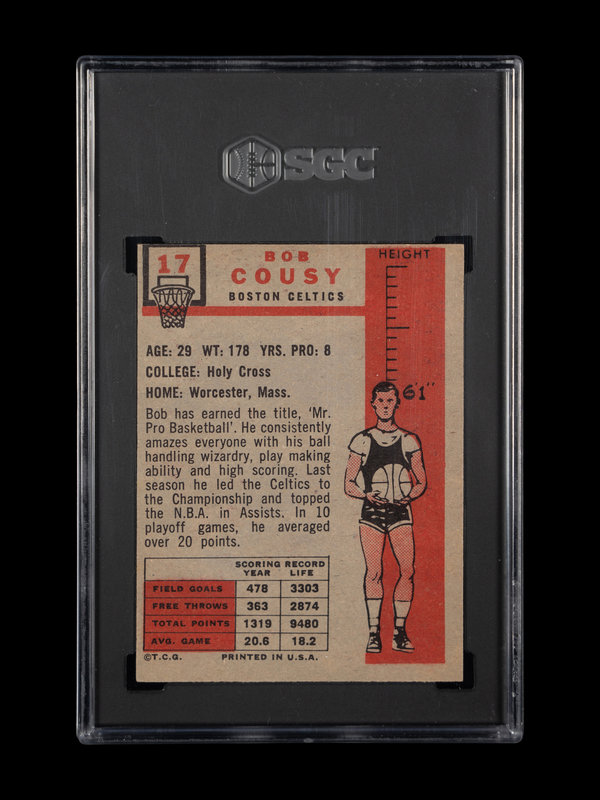 SGC
17
BOB
COUSY
BOSTON CELTICS
HEIGHT
6'1"
AGE: 29 WT: 178 YRS. PRO: 8
COLLEGE: Holy Cross
HOME: Worcester, Mass.
Bob has earned the title, ‘Mr.
Pro Basketball’. He consistently
amazes everyone with his ball
handling wizardry, play making
ability and high scoring. Last
season he led the Celtics to
the Championship and topped
the N.B.A. in Assists. In 10
playoff games, he averaged
over 20 points.
SCORING RECORD
YEAR LIFE
FIELD GOALS 478 3303
FREE THROWS 363 2874
TOTAL POINTS 1319 9480
AVG. GAME 20.6 18.2
©T.C.G. PRINTED IN U.S.A.